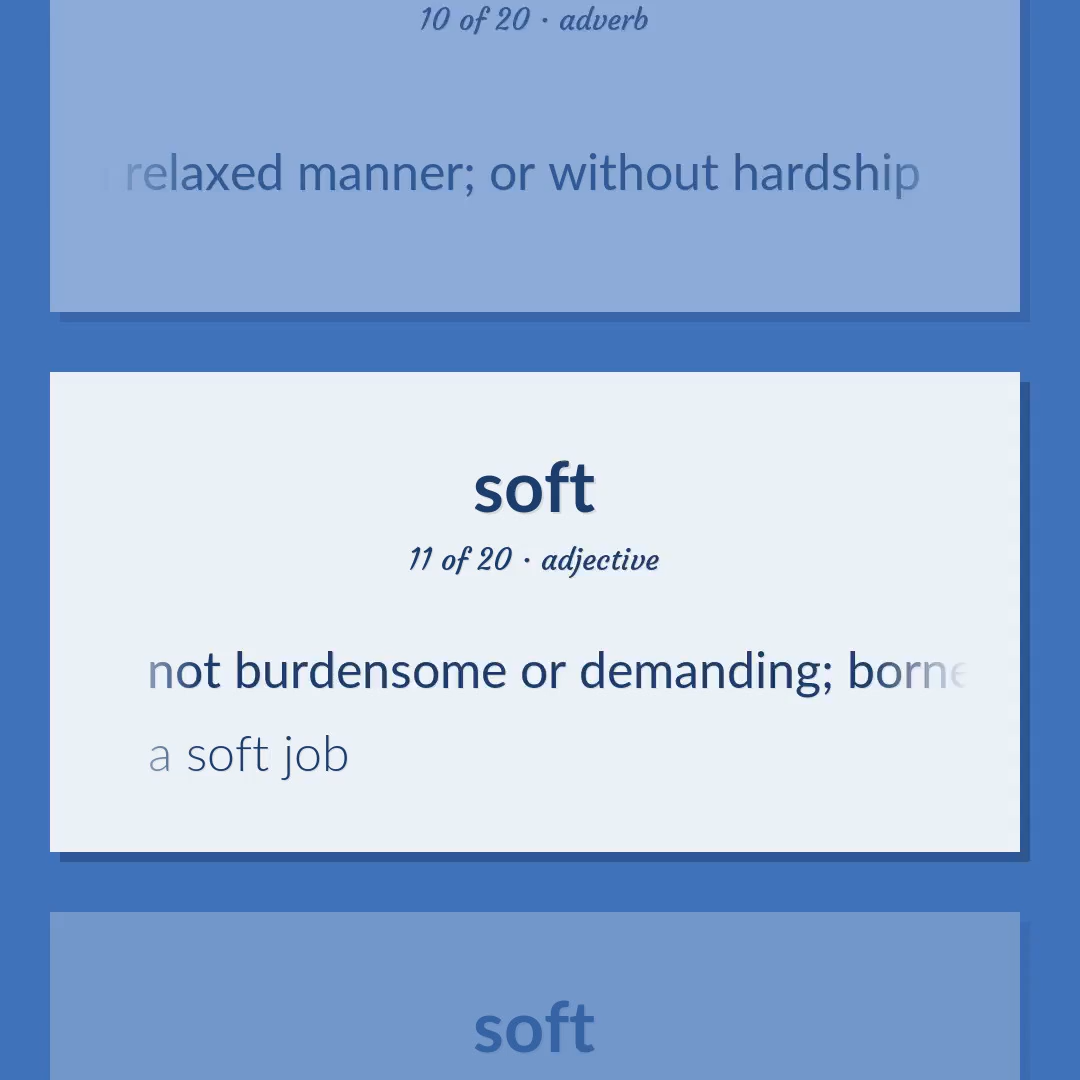 10 of 20 · adverb
relaxed manner; or without hardship
soft
11 of 20 · adjective
not burdensome or demanding; borne
a soft job
soft